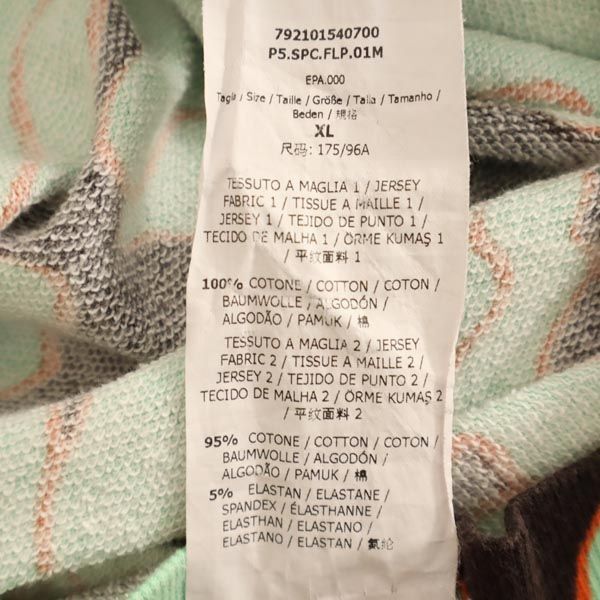 792101540700
P5.SPC.FLP.01M
EPA.000
Taglia / Size / Taille / Größe / Talla / Tamanho /
Beden / 規格
XL
尺码: 175/96A
TESSUTO A MAGLIA 1 / JERSEY
FABRIC 1 / TISSUE A MAILLE 1 /
JERSEY 1 / TEJIDO DE PUNTO 1 /
TECIDO DE MALHA 1 / ÖRME KUMAŞ 1
/ 平纹面料 1
100% COTONE / COTTON / COTON /
BAUMWOLLE / ALGODÓN /
ALGODÃO / PAMUK / 棉
TESSUTO A MAGLIA 2 / JERSEY
FABRIC 2 / TISSUE A MAILLE 2 /
JERSEY 2 / TEJIDO DE PUNTO 2 /
TECIDO DE MALHA 2 / ÖRME KUMAŞ 2
/ 平纹面料 2
95% COTONE / COTTON / COTON /
BAUMWOLLE / ALGODÓN /
ALGODÃO / PAMUK / 棉
5% ELASTAN / ELASTANE /
SPANDEX / ÉLASTHANNE /
ELASTHAN / ELASTANO /
ELASTANO / ELASTAN / 氨纶